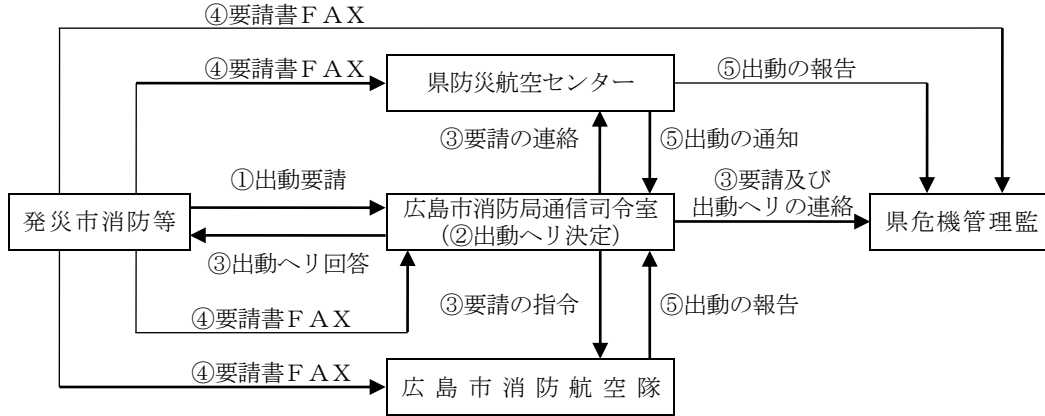 ④要請書ＦＡＸ
④要請書ＦＡＸ
県防災航空センター
⑤出動の報告
③要請の連絡
⑤出動の通知
①出動要請
③要請及び
出動ヘリの連絡
発災市消防等
広島市消防局通信司令室
（②出動ヘリ決定）
県危機管理監
③出動ヘリ回答
④要請書ＦＡＸ
③要請の指令
⑤出動の報告
④要請書ＦＡＸ
広島市消防航空隊